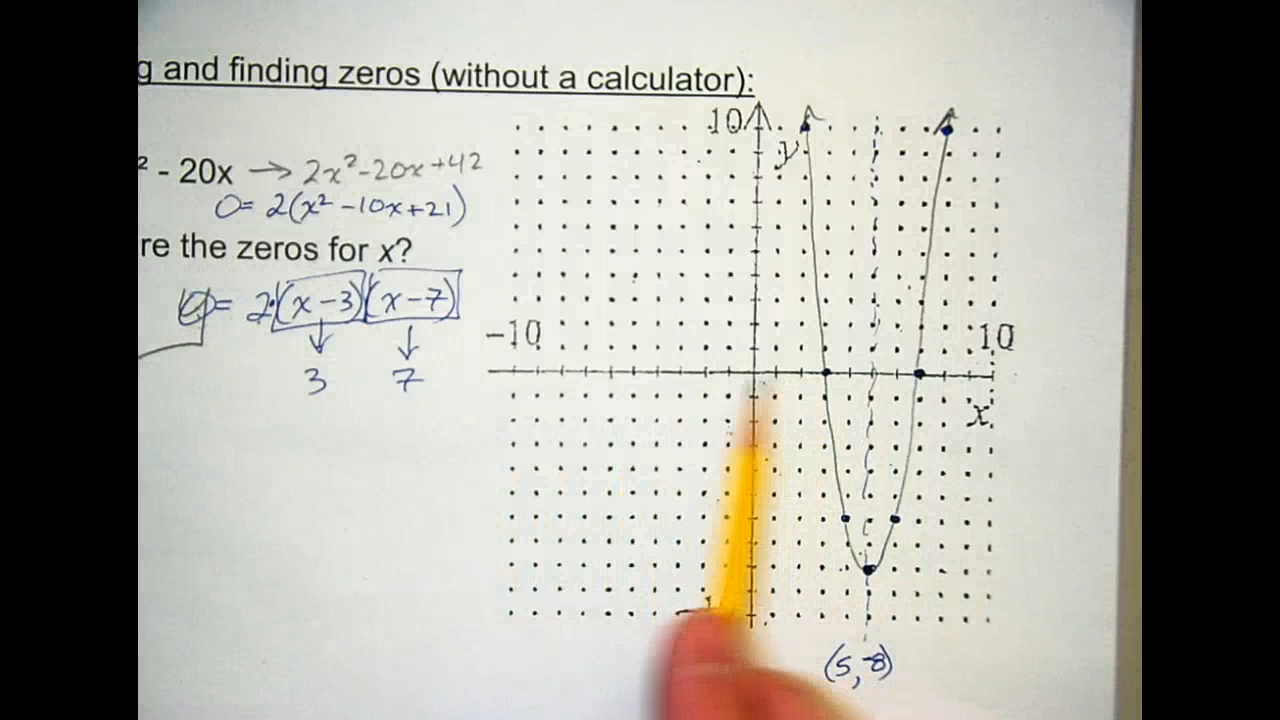 g and finding zeros (without a calculator):
² - 20x → 2x²-20x+42
0= 2(x² -10x+21)
re the zeros for x?
0= 2·(x-3)(x-7)
3 7
10
y
-10
10
x
(5,-8)